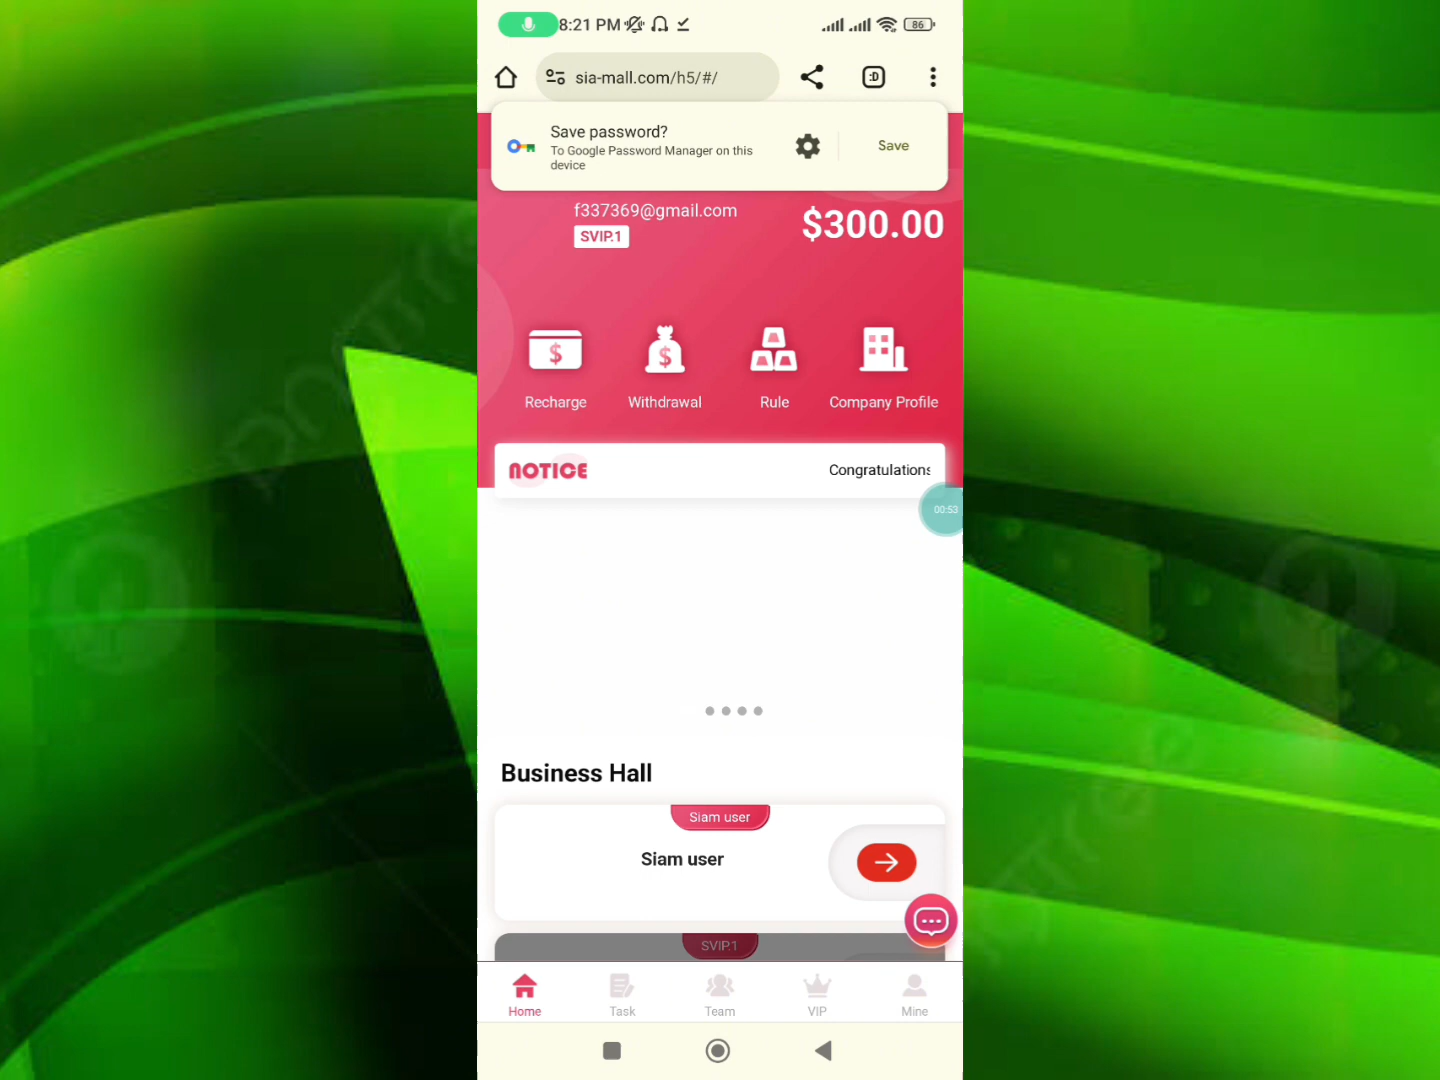 8:21 PM
86
sia-mall.com/h5/#/
:D
Save password?
To Google Password Manager on this
device
Save
f337369@gmail.com
SVIP.1
$300.00
Recharge
Withdrawal
Rule
Company Profile
NOTICE
Congratulations
00:53
Business Hall
Siam user
Siam user
SVIP.1
Home
Task
Team
VIP
Mine